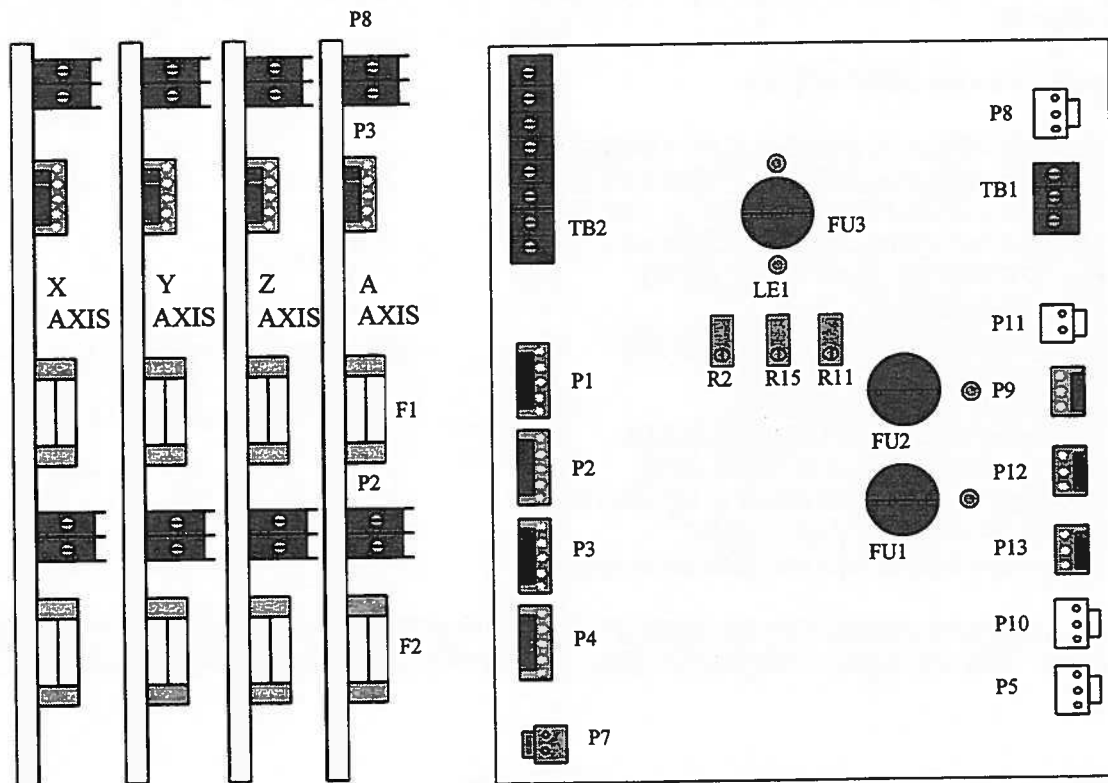 P8
P3
X
AXIS
Y
AXIS
Z
AXIS
A
AXIS
F1
P2
F2
TB2
FU3
LE1
R2
R15
R11
P1
P2
P3
P4
P7
FU2
FU1
P8
TB1
P11
P9
P12
P13
P10
P5